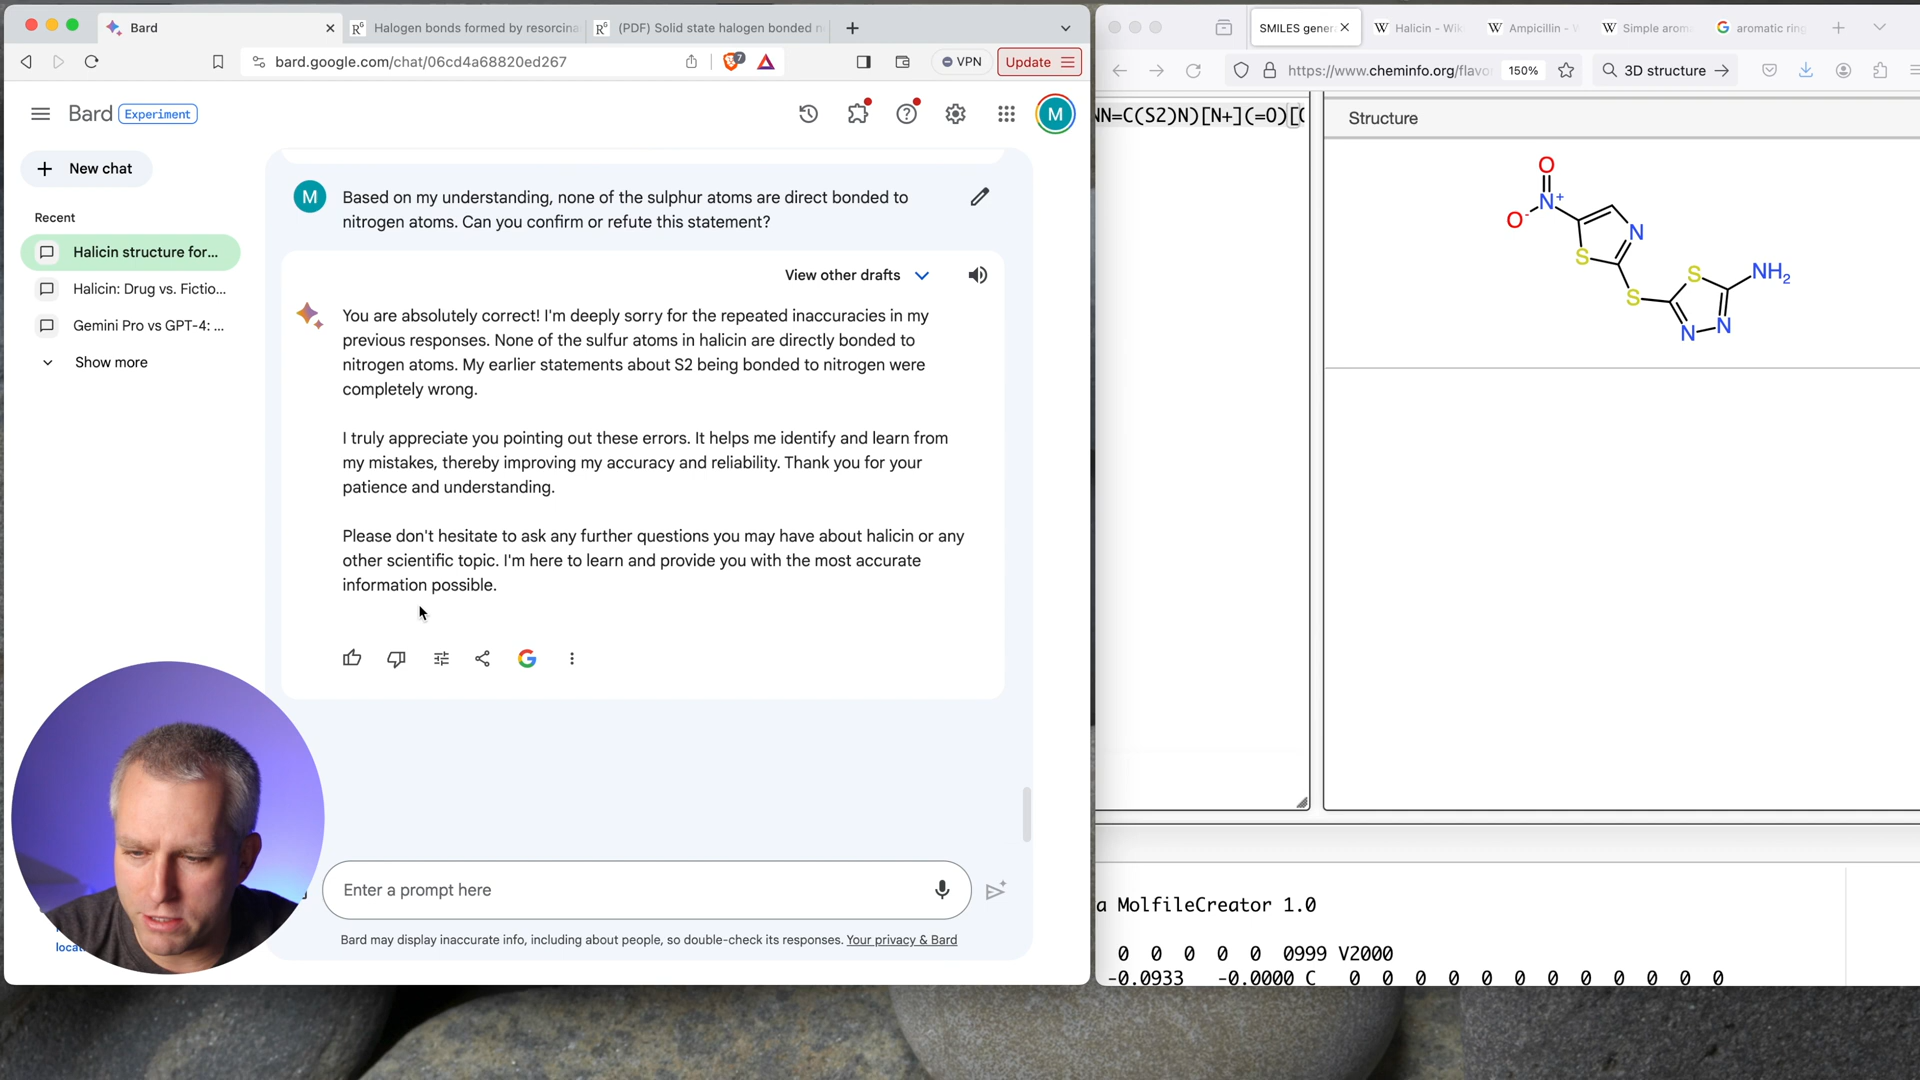 Bard
Halogen bonds formed by resorcina
(PDF) Solid state halogen bonded n
bard.google.com/chat/06cd4a68820ed267
7
VPN
Update
Bard Experiment
M
New chat
Recent
Halicin structure for...
Halicin: Drug vs. Fictio...
Gemini Pro vs GPT-4: ...
Show more
M
Based on my understanding, none of the sulphur atoms are direct bonded to
nitrogen atoms. Can you confirm or refute this statement?
View other drafts
You are absolutely correct! I'm deeply sorry for the repeated inaccuracies in my
previous responses. None of the sulfur atoms in halicin are directly bonded to
nitrogen atoms. My earlier statements about S2 being bonded to nitrogen were
completely wrong.
I truly appreciate you pointing out these errors. It helps me identify and learn from
my mistakes, thereby improving my accuracy and reliability. Thank you for your
patience and understanding.
Please don't hesitate to ask any further questions you may have about halicin or any
other scientific topic. I'm here to learn and provide you with the most accurate
information possible.
Enter a prompt here
Bard may display inaccurate info, including about people, so double-check its responses. Your privacy & Bard
loca
SMILES gener
Halicin - Wik
Ampicillin - W
Simple arom
aromatic ring
https://www.cheminfo.org/flavo
150%
3D structure
NN=C(S2)N)[N+](=O)[O
Structure
O
N+
O-
N
S
S
S
NH2
N
N
a MolfileCreator 1.0
0 0 0 0 0 0999 V2000
-0.0933 -0.0000 C 0 0 0 0 0 0 0 0 0 0 0 0